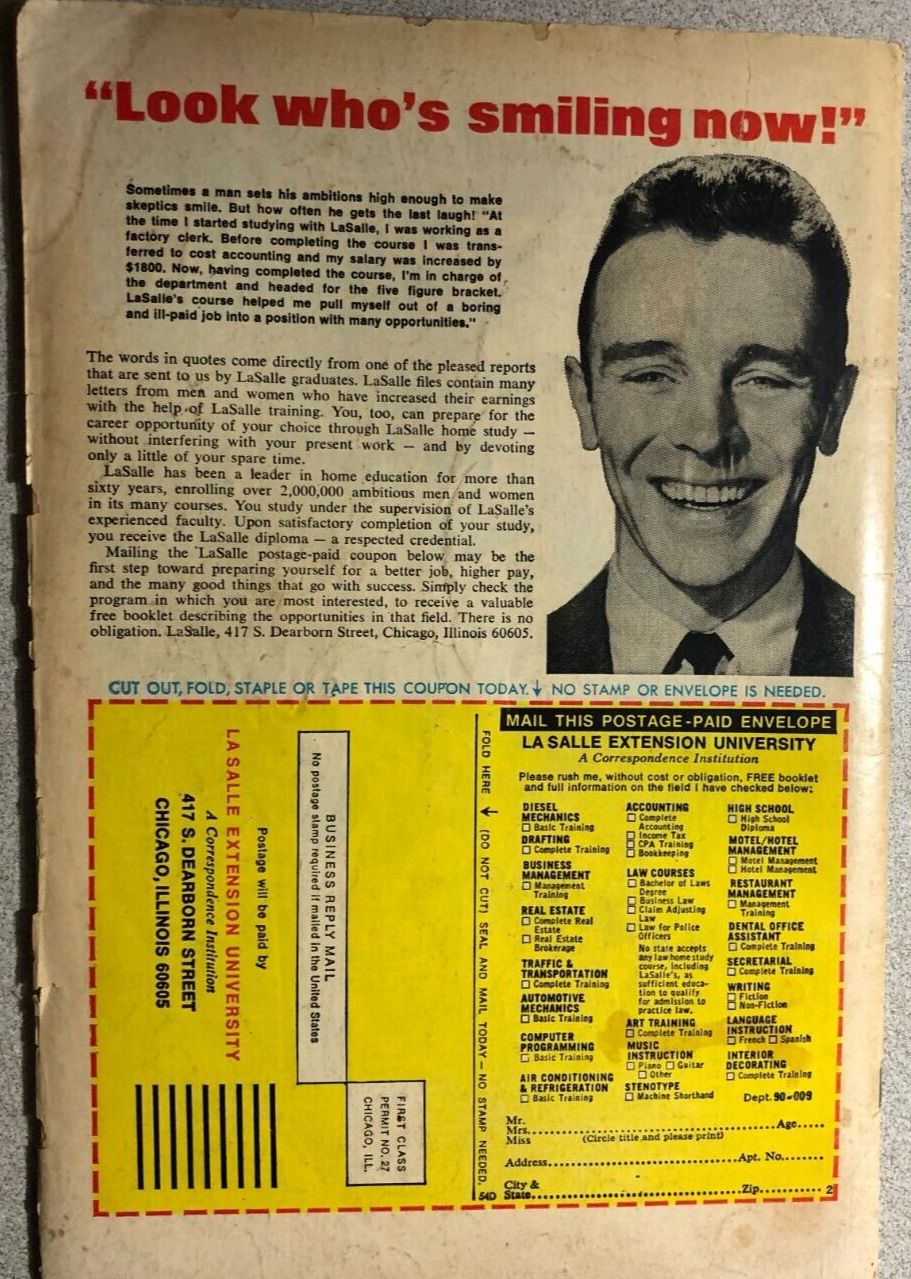 “Look who's smiling now!”
Sometimes a man sets his ambitions high enough to make
skeptics smile. But how often he gets the last laugh! “At
the time I started studying with LaSalle, I was working as a
factory clerk. Before completing the course I was trans-
ferred to cost accounting and my salary was increased by
$1800. Now, having completed the course, I'm in charge of
the department and headed for the five figure bracket.
LaSalle's course helped me pull myself out of a boring
and ill-paid job into a position with many opportunities.”
The words in quotes come directly from one of the pleased reports
that are sent to us by LaSalle graduates. LaSalle files contain many
letters from men and women who have increased their earnings
with the help of LaSalle training. You, too, can prepare for the
career opportunity of your choice through LaSalle home study —
without interfering with your present work — and by devoting
only a little of your spare time.
LaSalle has been a leader in home education for more than
sixty years, enrolling over 2,000,000 ambitious men and women
in its many courses. You study under the supervision of LaSalle's
experienced faculty. Upon satisfactory completion of your study,
you receive the LaSalle diploma — a respected credential.
Mailing the LaSalle postage-paid coupon below may be the
first step toward preparing yourself for a better job, higher pay,
and the many good things that go with success. Simply check the
program in which you are most interested, to receive a valuable
free booklet describing the opportunities in that field. There is no
obligation. LaSalle, 417 S. Dearborn Street, Chicago, Illinois 60605.
CUT OUT, FOLD, STAPLE OR TAPE THIS COUPON TODAY. ↓ NO STAMP OR ENVELOPE IS NEEDED.
FIRST CLASS
PERMIT NO. 27
CHICAGO, ILL.
BUSINESS REPLY MAIL
No postage stamp required if mailed in the United States
Postage will be paid by
LA SALLE EXTENSION UNIVERSITY
A Correspondence Institution
417 S. DEARBORN STREET
CHICAGO, ILLINOIS 60605
FOLD HERE → (DO NOT CUT) SEAL AND MAIL TODAY — NO STAMP NEEDED.
54D
MAIL THIS POSTAGE-PAID ENVELOPE
LA SALLE EXTENSION UNIVERSITY
A Correspondence Institution
Please rush me, without cost or obligation, FREE booklet
and full information on the field I have checked below:
DIESEL
MECHANICS
☐ Basic Training
DRAFTING
☐ Complete Training
BUSINESS
MANAGEMENT
☐ Management
Training
REAL ESTATE
☐ Complete Real
Estate
☐ Real Estate
Brokerage
TRAFFIC &
TRANSPORTATION
☐ Complete Training
AUTOMOTIVE
MECHANICS
☐ Basic Training
COMPUTER
PROGRAMMING
☐ Basic Training
AIR CONDITIONING
& REFRIGERATION
☐ Basic Training
ACCOUNTING
☐ Complete
Accounting
☐ Income Tax
☐ CPA Training
☐ Bookkeeping
LAW COURSES
☐ Bachelor of Laws
Degree
☐ Business Law
☐ Claim Adjusting
Law
☐ Law for Police
Officers
No state accepts
any law home study
course, including
LaSalle's, as
sufficient educa-
tion to qualify
for admission to
practice law.
ART TRAINING
☐ Complete Training
MUSIC
INSTRUCTION
☐ Piano ☐ Guitar
☐ Other
STENOTYPE
☐ Machine Shorthand
HIGH SCHOOL
☐ High School
Diploma
MOTEL/HOTEL
MANAGEMENT
☐ Motel Management
☐ Hotel Management
RESTAURANT
MANAGEMENT
☐ Management
Training
DENTAL OFFICE
ASSISTANT
☐ Complete Training
SECRETARIAL
☐ Complete Training
WRITING
☐ Fiction
☐ Non-Fiction
LANGUAGE
INSTRUCTION
☐ French ☐ Spanish
INTERIOR
DECORATING
☐ Complete Training
Dept. 90-009
Mr.
Mrs. Age
Miss (Circle title and please print)
Address Apt. No.
City &
State Zip 2